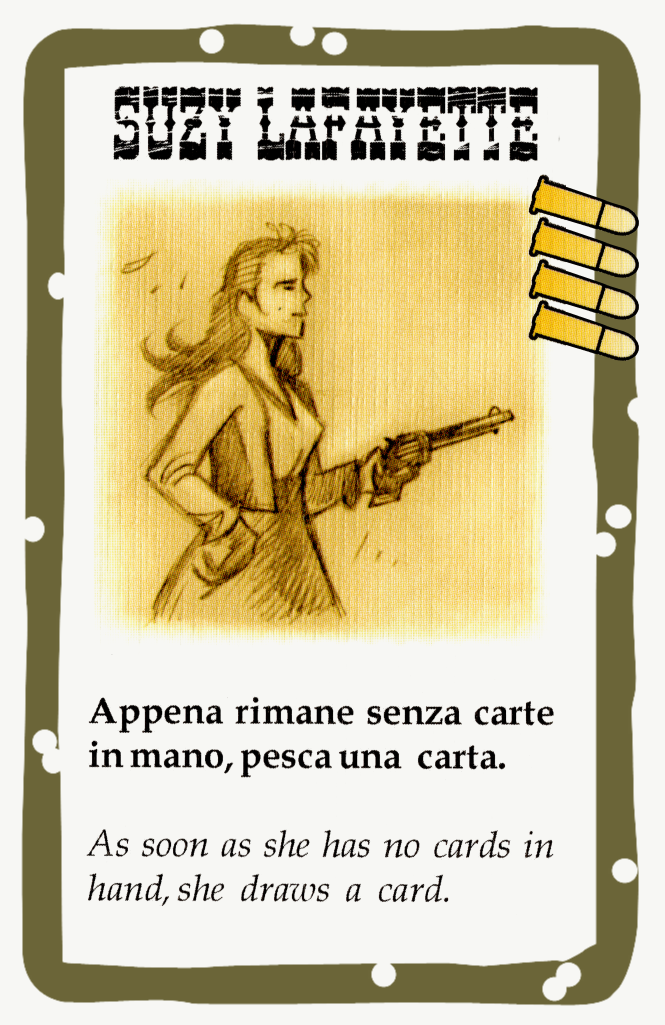 SUZY LAFAYETTE
Appena rimane senza carte
in mano, pesca una carta.
As soon as she has no cards in
hand, she draws a card.